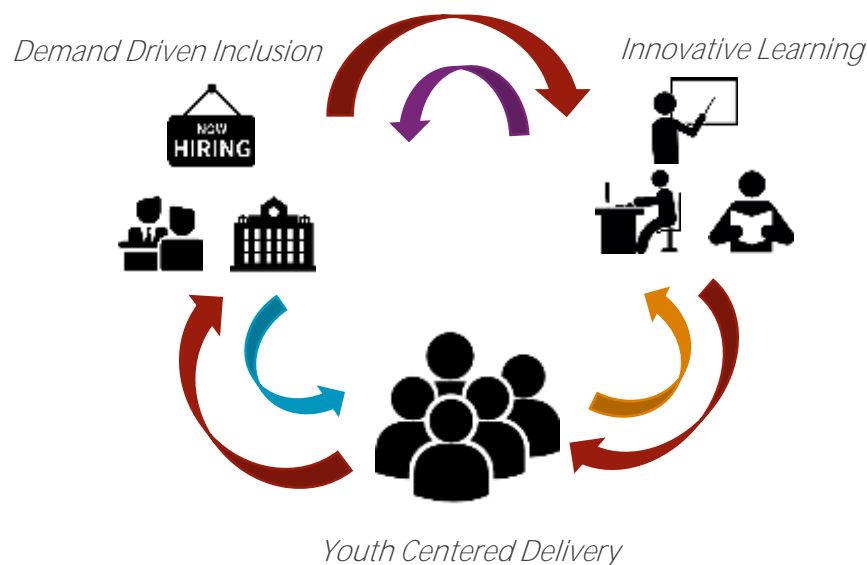 Demand Driven Inclusion
Innovative Learning
NOW
HIRING
Youth Centered Delivery